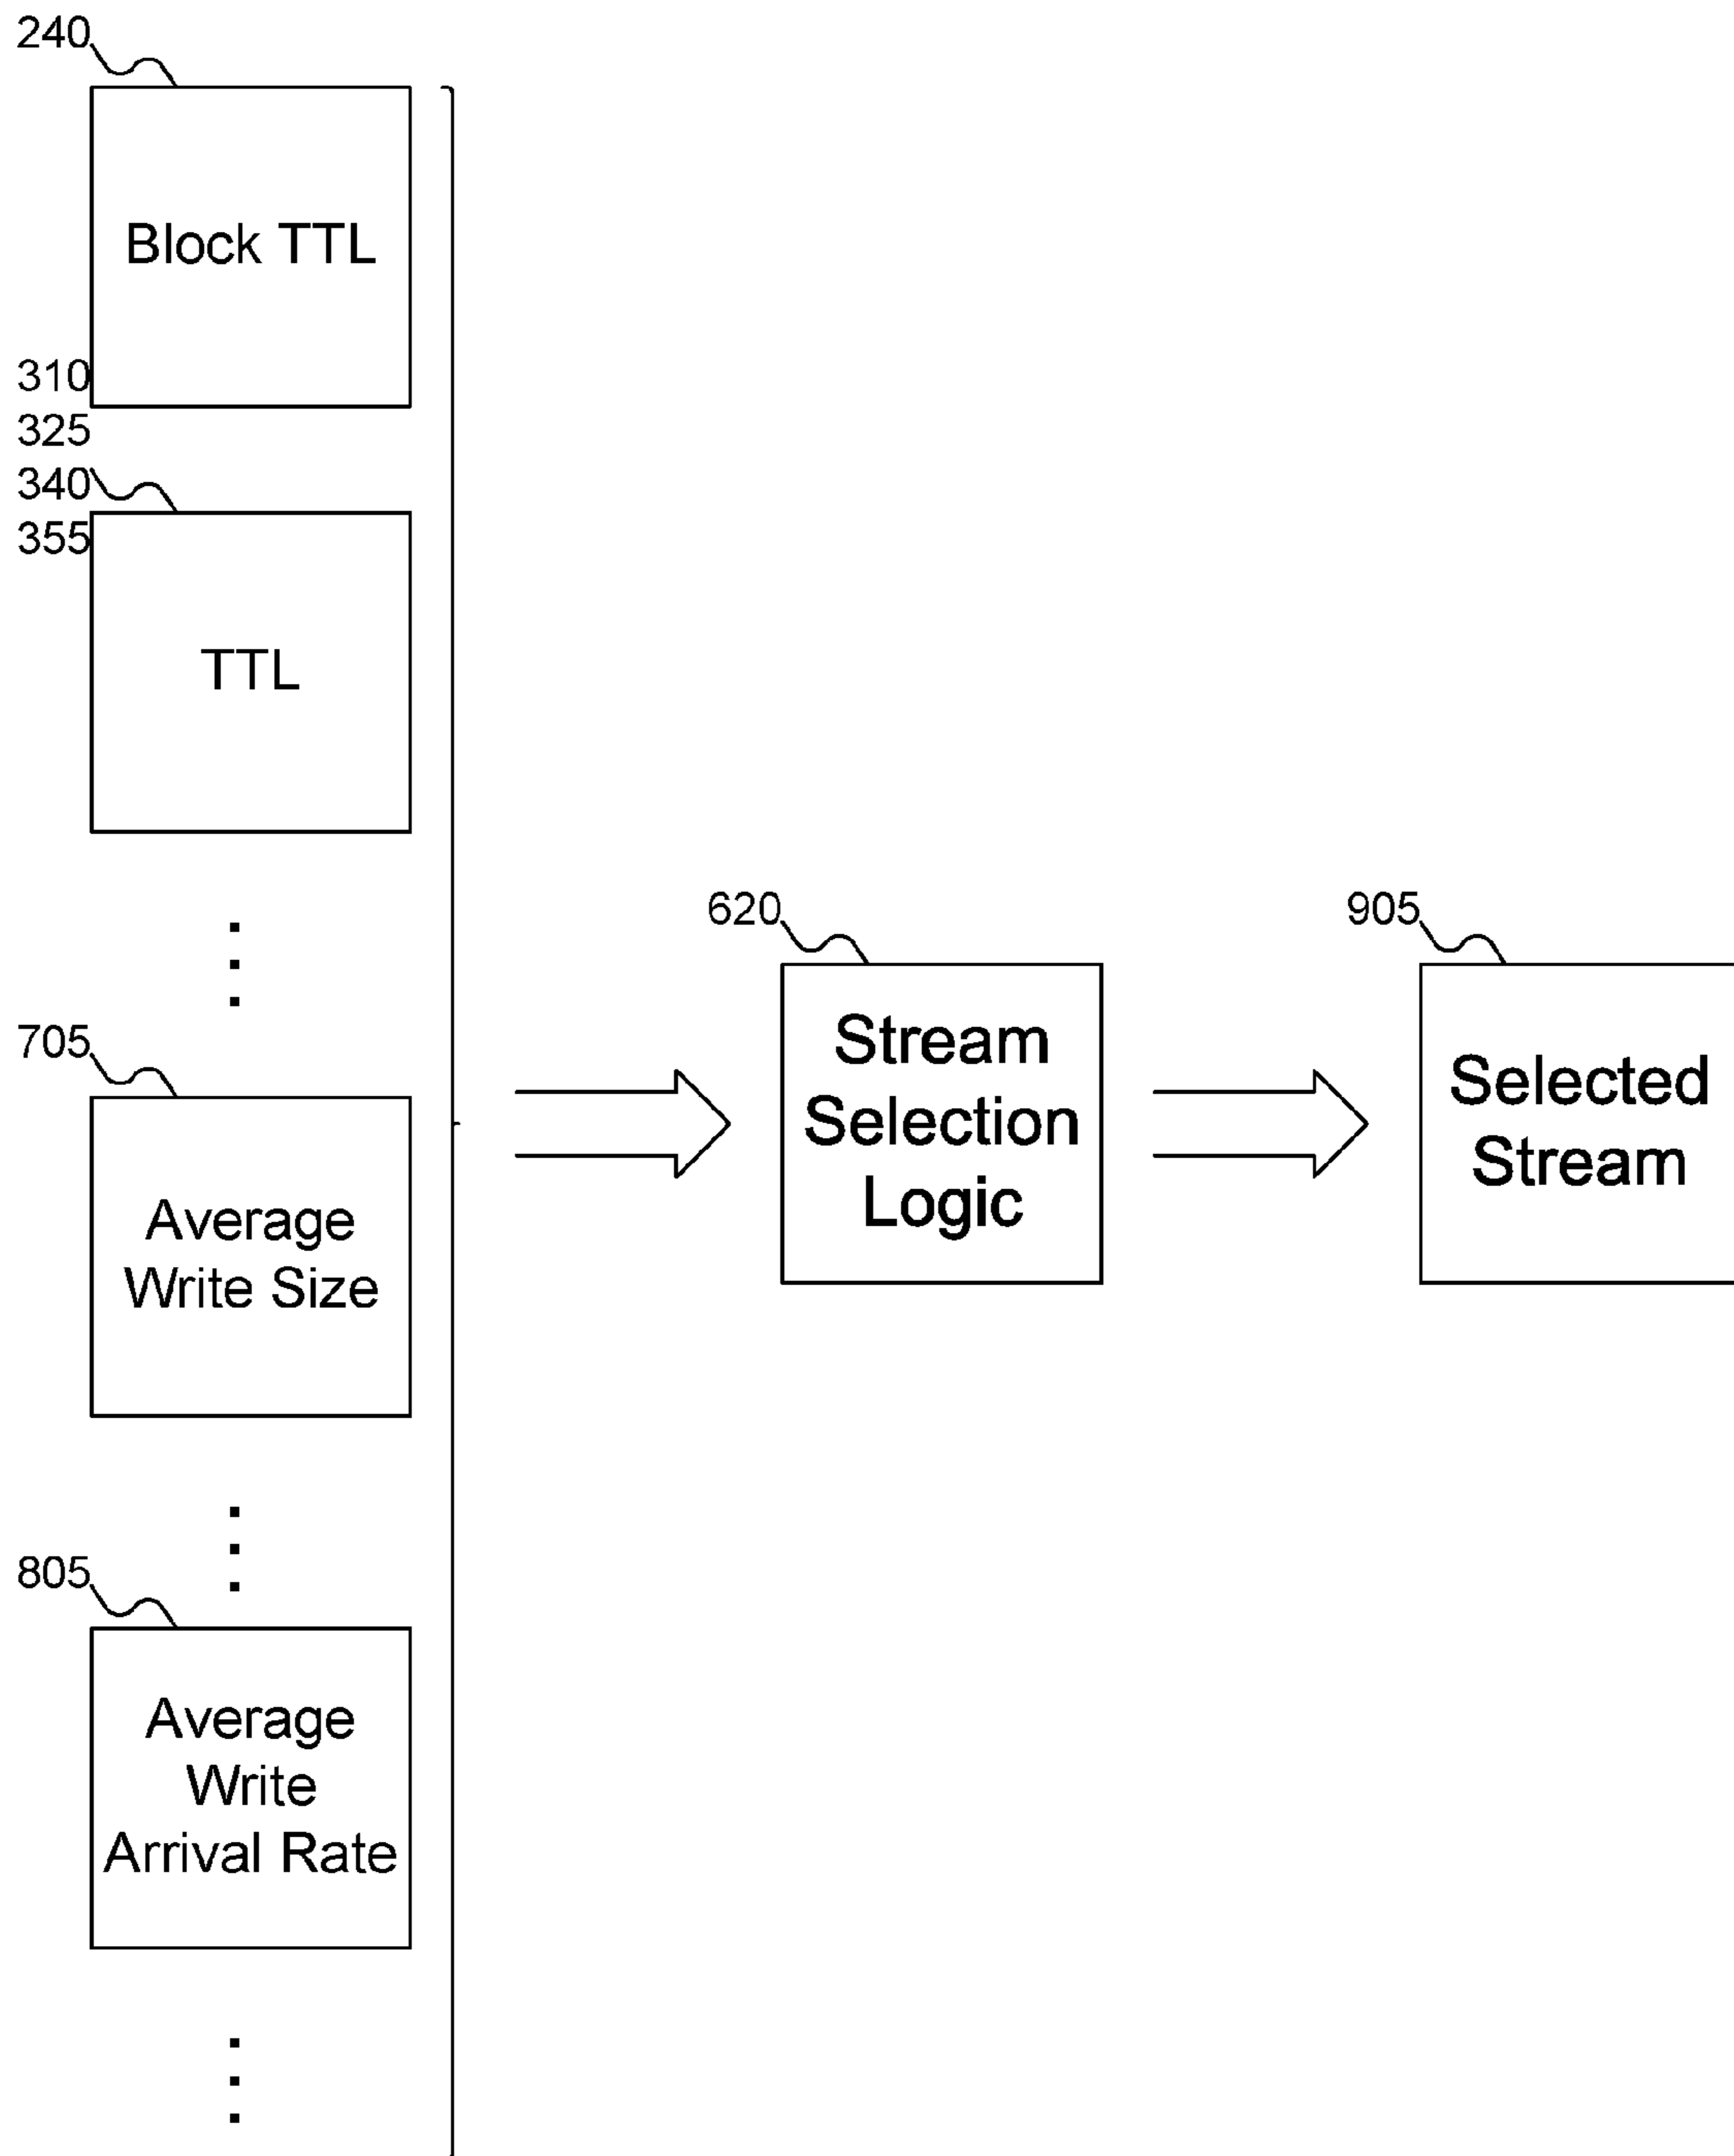 240
Block TTL
310
325
340
355
TTL
705
Average
Write Size
805
Average
Write
Arrival Rate
620
Stream
Selection
Logic
905
Selected
Stream